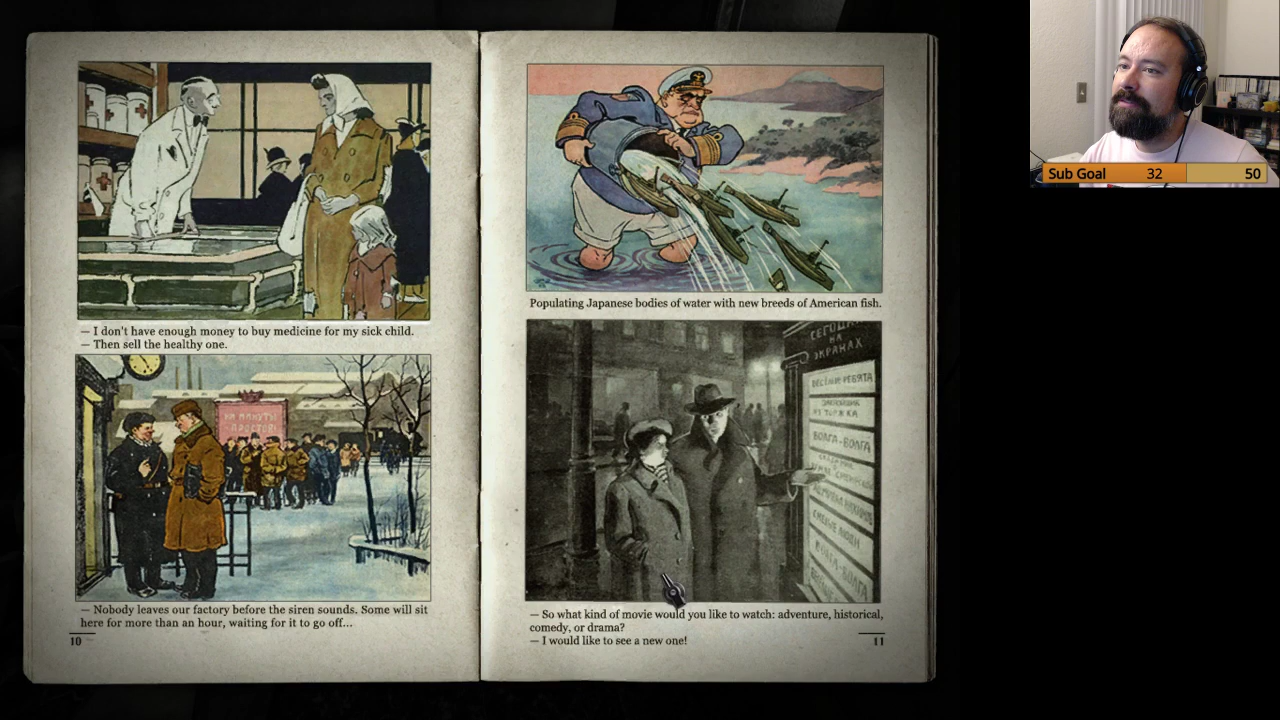 — I don't have enough money to buy medicine for my sick child.
— Then sell the healthy one.
— Nobody leaves our factory before the siren sounds. Some will sit
here for more than an hour, waiting for it to go off...
10
Populating Japanese bodies of water with new breeds of American fish.
СЕГОДНЯ
НА
ЭКРАНАХ
ВЕСЁЛЫЕ РЕБЯТА
ВОЛГА-ВОЛГА
СМЕЛЫЕ ЛЮДИ
ВОЛГА-ВОЛГА
— So what kind of movie would you like to watch: adventure, historical,
comedy, or drama?
— I would like to see a new one!
11
Sub Goal 32 50